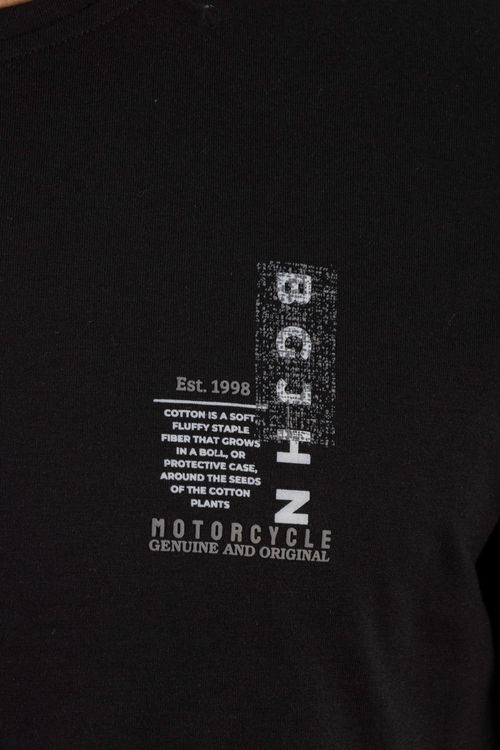 BGJHN
Est. 1998
COTTON IS A SOFT,
FLUFFY STAPLE
FIBER THAT GROWS
IN A BOLL, OR
PROTECTIVE CASE,
AROUND THE SEEDS
OF THE COTTON
PLANTS
MOTORCYCLE
GENUINE AND ORIGINAL